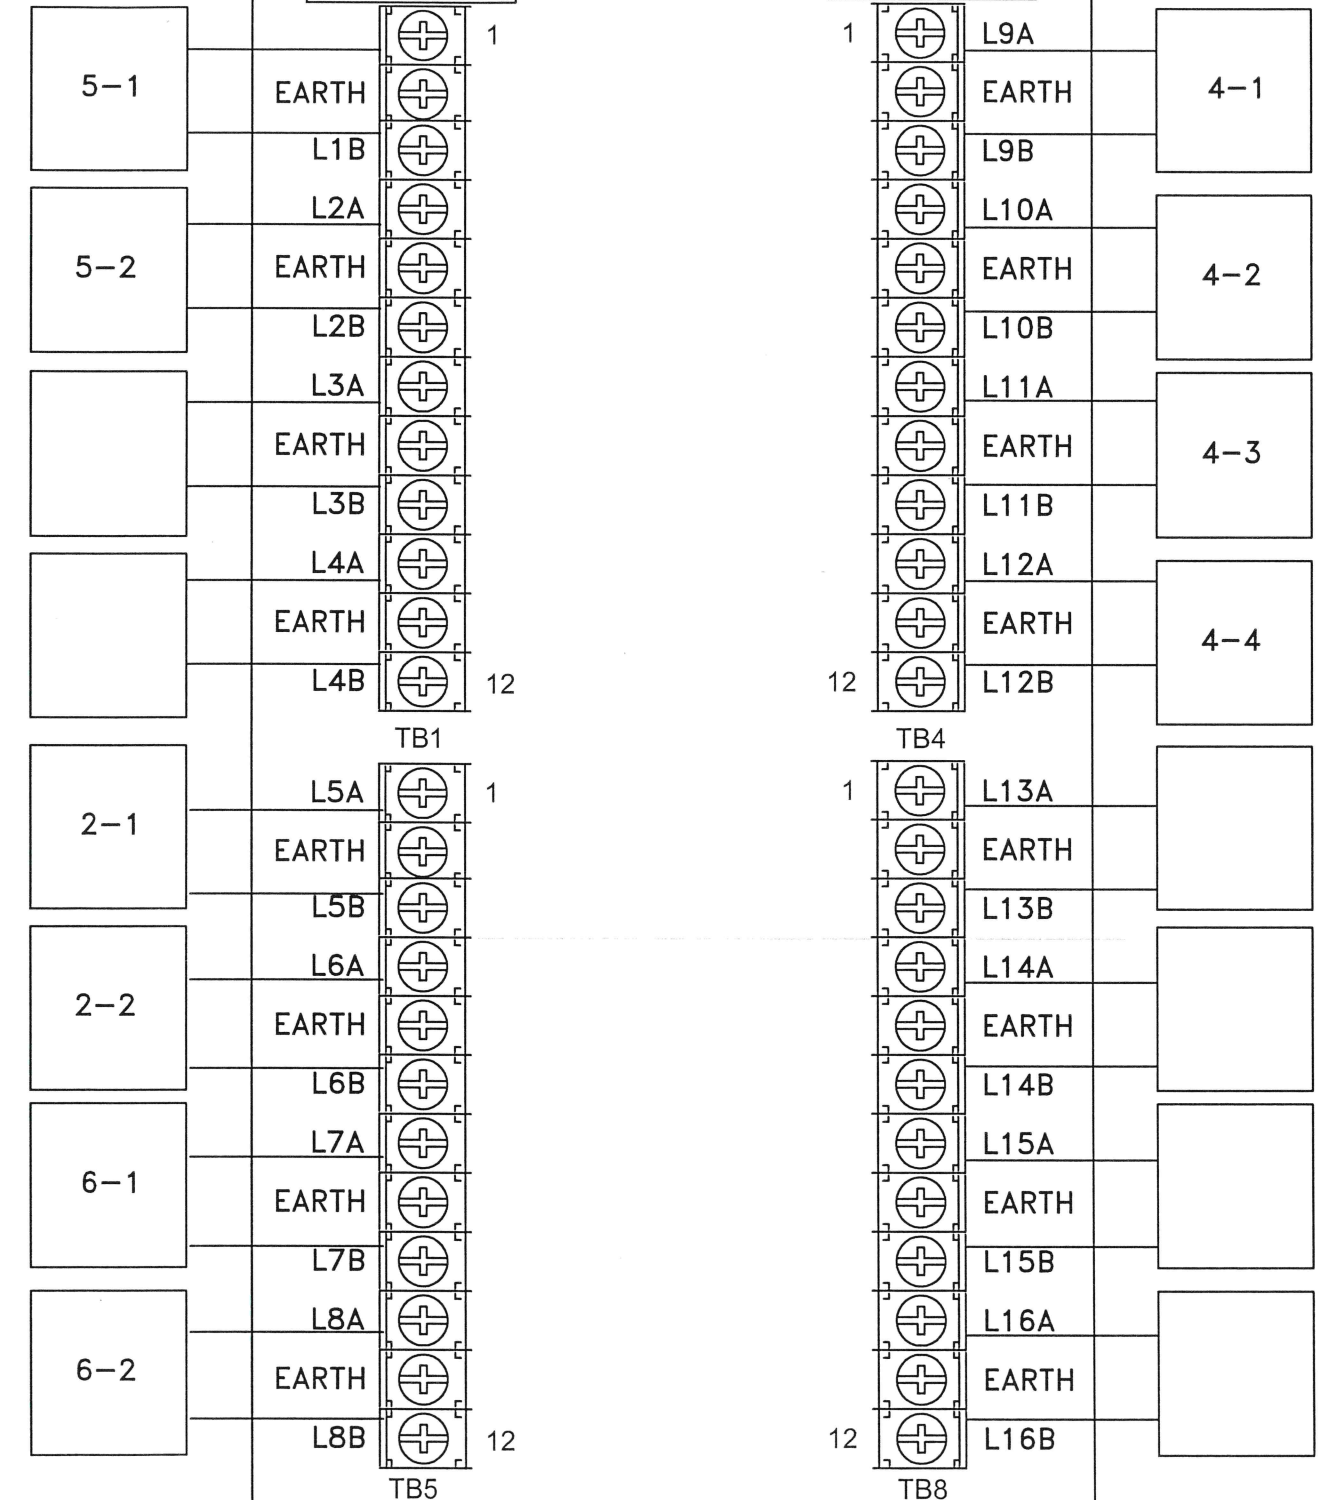 5-1
1
EARTH
L1B
L2A
5-2
EARTH
L2B
L3A
EARTH
L3B
L4A
EARTH
L4B
12
TB1
L5A
1
2-1
EARTH
L5B
L6A
2-2
EARTH
L6B
L7A
6-1
EARTH
L7B
L8A
6-2
EARTH
L8B
12
TB5
1
L9A
4-1
EARTH
L9B
L10A
4-2
EARTH
L10B
L11A
4-3
EARTH
L11B
L12A
EARTH
4-4
12
L12B
TB4
1
L13A
EARTH
L13B
L14A
EARTH
L14B
L15A
EARTH
L15B
L16A
EARTH
12
L16B
TB8